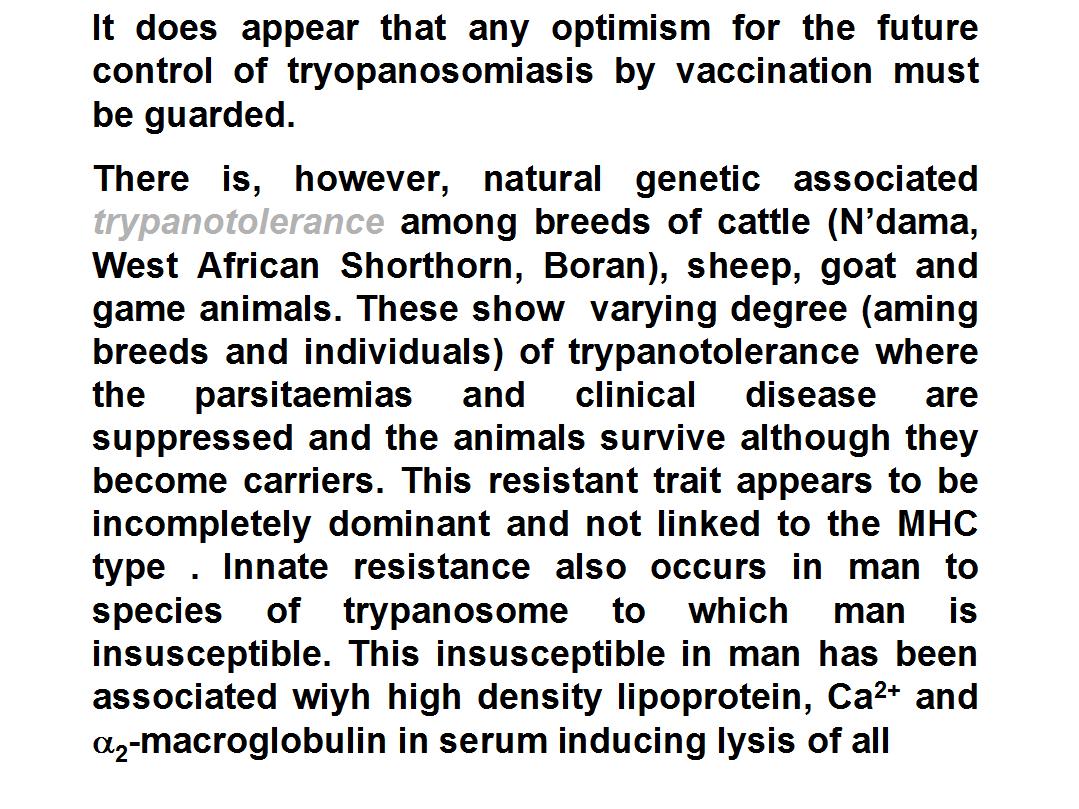 It does appear that any optimism for the future
control of tryopanosomiasis by vaccination must
be guarded.
There is, however, natural genetic associated
trypanotolerance among breeds of cattle (N’dama,
West African Shorthorn, Boran), sheep, goat and
game animals. These show varying degree (aming
breeds and individuals) of trypanotolerance where
the parsitaemias and clinical disease are
suppressed and the animals survive although they
become carriers. This resistant trait appears to be
incompletely dominant and not linked to the MHC
type . Innate resistance also occurs in man to
species of trypanosome to which man is
insusceptible. This insusceptible in man has been
associated wiyh high density lipoprotein, Ca²⁺ and
α₂-macroglobulin in serum inducing lysis of all